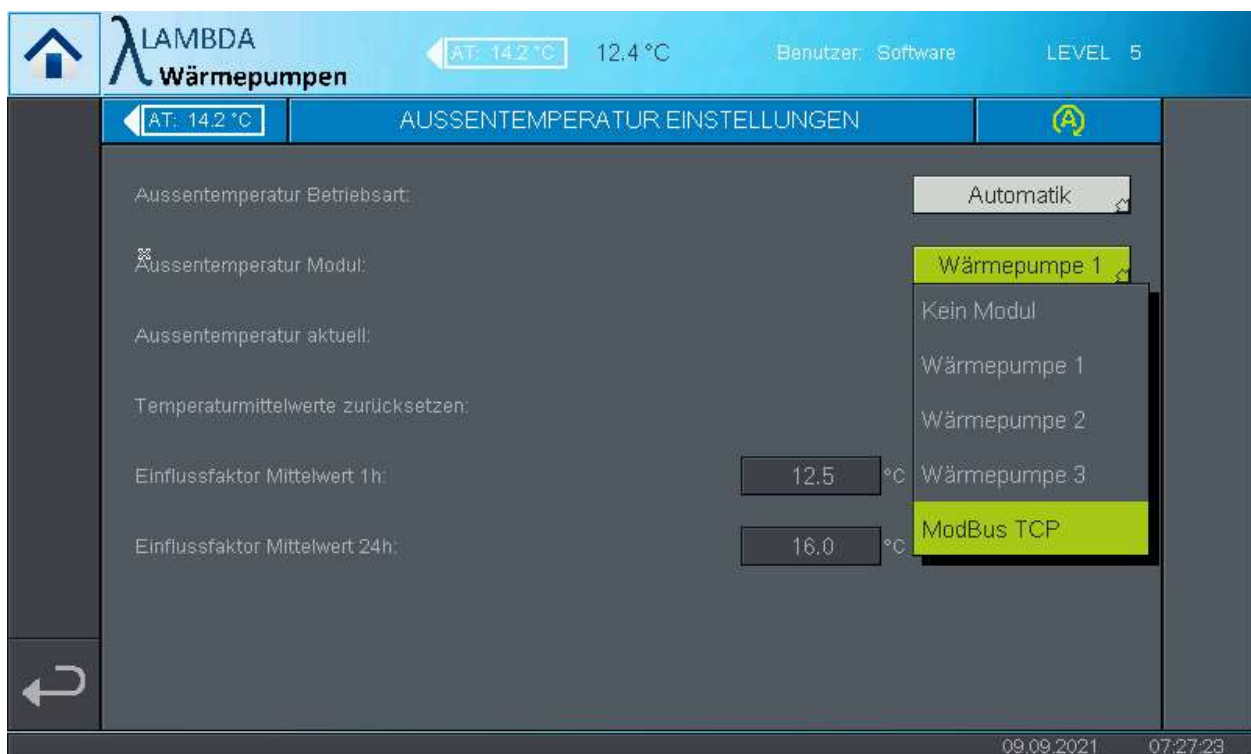 LAMBDA
Wärmepumpen
AT: 14.2 °C 12.4 °C Benutzer: Software LEVEL 5
AT: 14.2 °C AUSSENTEMPERATUR EINSTELLUNGEN A
Aussentemperatur Betriebsart: Automatik
Aussentemperatur Modul: Wärmepumpe 1
Kein Modul
Wärmepumpe 1
Aussentemperatur aktuell:
Temperaturmittelwerte zurücksetzen:
Wärmepumpe 2
Einflussfaktor Mittelwert 1h: 12.5 °C Wärmepumpe 3
Einflussfaktor Mittelwert 24h: 16.0 °C ModBus TCP
09.09.2021 07:27:23